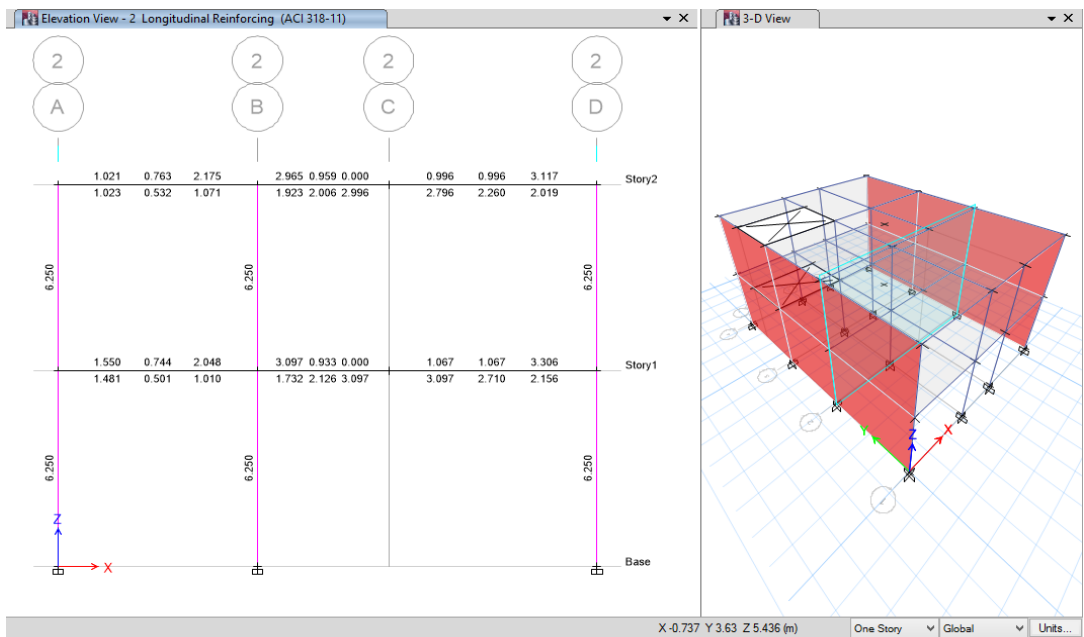 Elevation View - 2 Longitudinal Reinforcing (ACI 318-11)
3-D View
2 2 2 2
A B C D
1.021 0.763 2.175 2.965 0.959 0.000 0.996 0.996 3.117
Story2
1.023 0.532 1.071 1.923 2.006 2.996 2.796 2.260 2.019
6.250 6.250 6.250
1.550 0.744 2.048 3.097 0.933 0.000 1.067 1.067 3.306
Story1
1.481 0.501 1.010 1.732 2.126 3.097 3.097 2.710 2.156
6.250 6.250 6.250
Z
X
Base
Z
X
X -0.737 Y 3.63 Z 5.436 (m)
One Story
Global
Units...